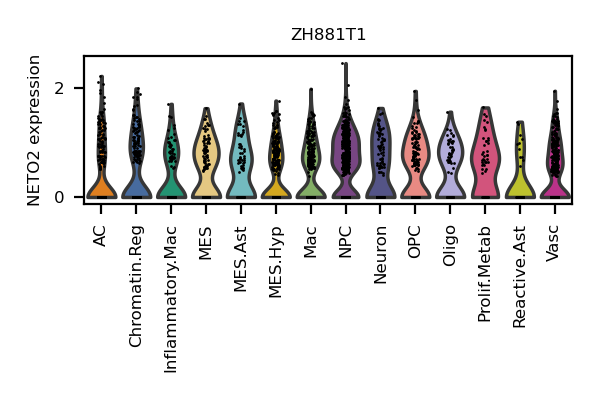 ZH881T1
NETO2 expression
2
0
AC
Chromatin.Reg
Inflammatory.Mac
MES
MES.Ast
MES.Hyp
Mac
NPC
Neuron
OPC
Oligo
Prolif.Metab
Reactive.Ast
Vasc